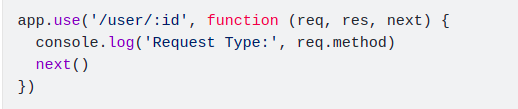 app.use('/user/:id', function (req, res, next) {
  console.log('Request Type:', req.method)
  next()
})